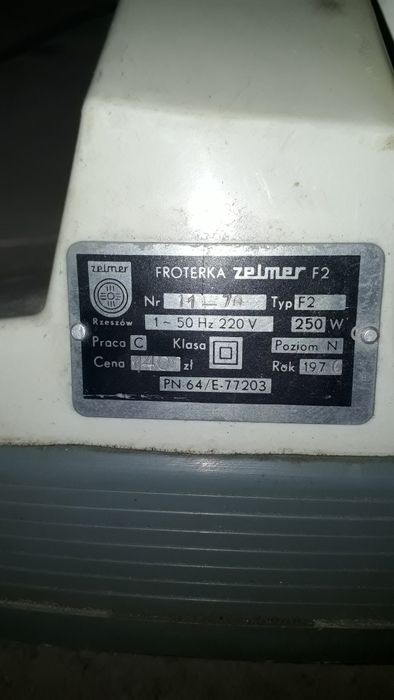 zelmer
FROTERKA zelmer F2
Nr Typ F2
Rzeszów 1~50 Hz 220 V 250 W
Praca C Klasa Poziom N
Cena zł Rok 197
PN 64/E-77203